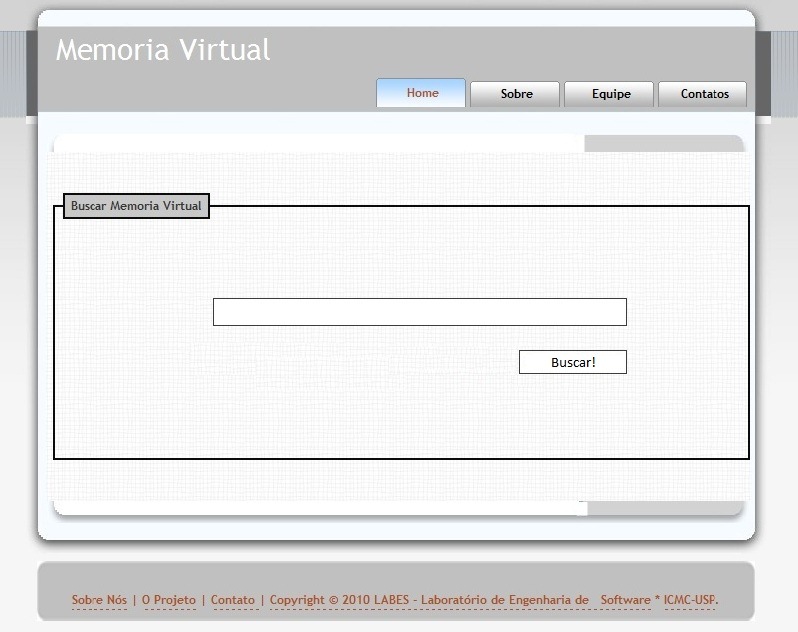 Memoria Virtual
Home Sobre Equipe Contatos
Buscar Memoria Virtual
Buscar!
Sobre Nós | O Projeto | Contato | Copyright © 2010 LABES - Laboratório de Engenharia de Software * ICMC-USP.